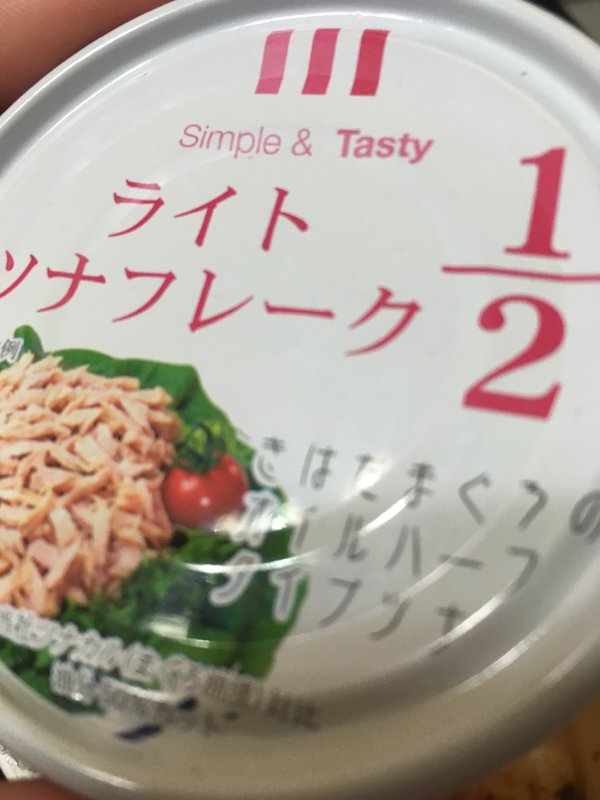 Simple & Tasty
ライト
ツナフレーク
1/2
例
きはだまぐろの
オイルハーフ
タイプツナ